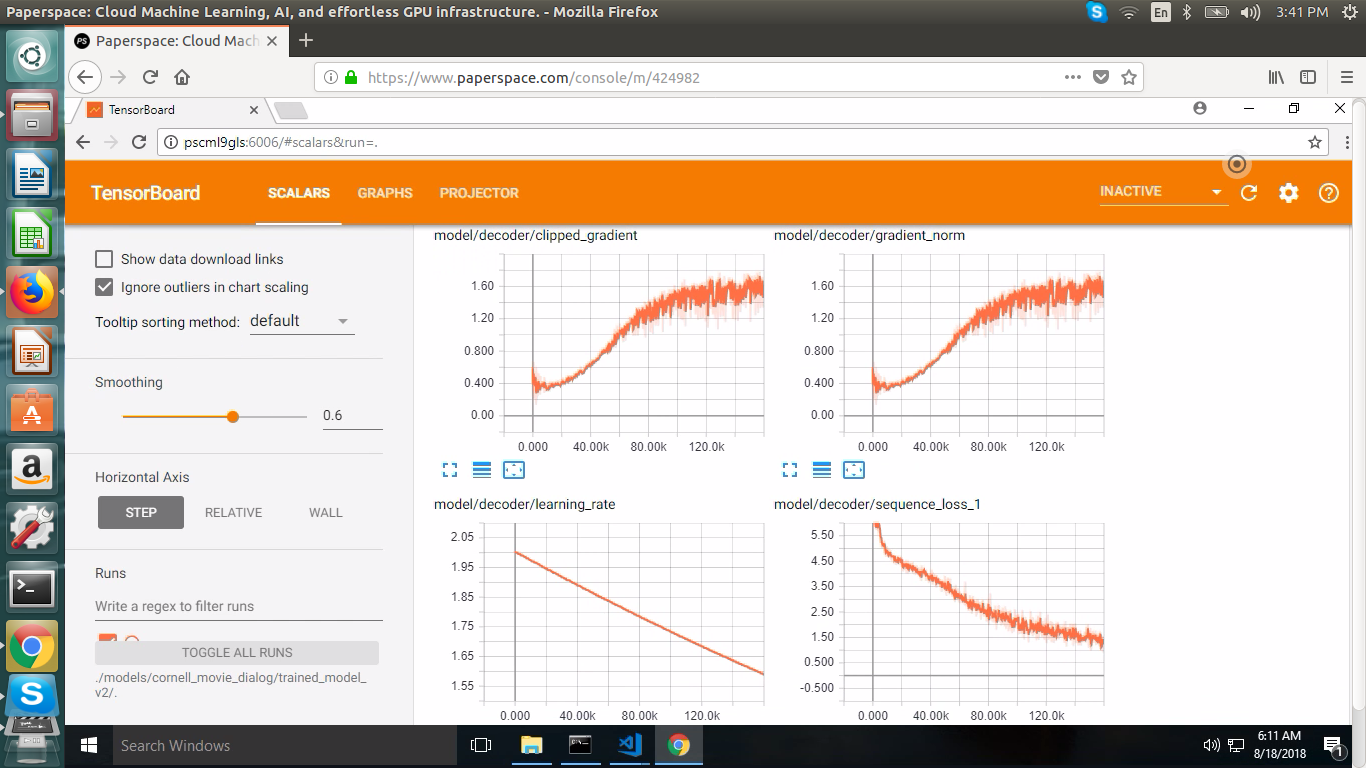 Paperspace: Cloud Machine Learning, AI, and effortless GPU infrastructure. - Mozilla Firefox
En
3:41 PM
PS Paperspace: Cloud Mach
https://www.paperspace.com/console/m/424982
TensorBoard
pscml9gls:6006/#scalars&run=.
TensorBoard
SCALARS
GRAPHS
PROJECTOR
INACTIVE
Show data download links
Ignore outliers in chart scaling
Tooltip sorting method: default
Smoothing
0.6
Horizontal Axis
STEP
RELATIVE
WALL
Runs
Write a regex to filter runs
TOGGLE ALL RUNS
./models/cornell_movie_dialog/trained_model_
v2/.
model/decoder/clipped_gradient
1.60
1.20
0.800
0.400
0.00
0.000 40.00k 80.00k 120.0k
model/decoder/gradient_norm
1.60
1.20
0.800
0.400
0.00
0.000 40.00k 80.00k 120.0k
model/decoder/learning_rate
2.05
1.95
1.85
1.75
1.65
1.55
0.000 40.00k 80.00k 120.0k
model/decoder/sequence_loss_1
5.50
4.50
3.50
2.50
1.50
0.500
-0.500
0.000 40.00k 80.00k 120.0k
Search Windows
6:11 AM
8/18/2018
1